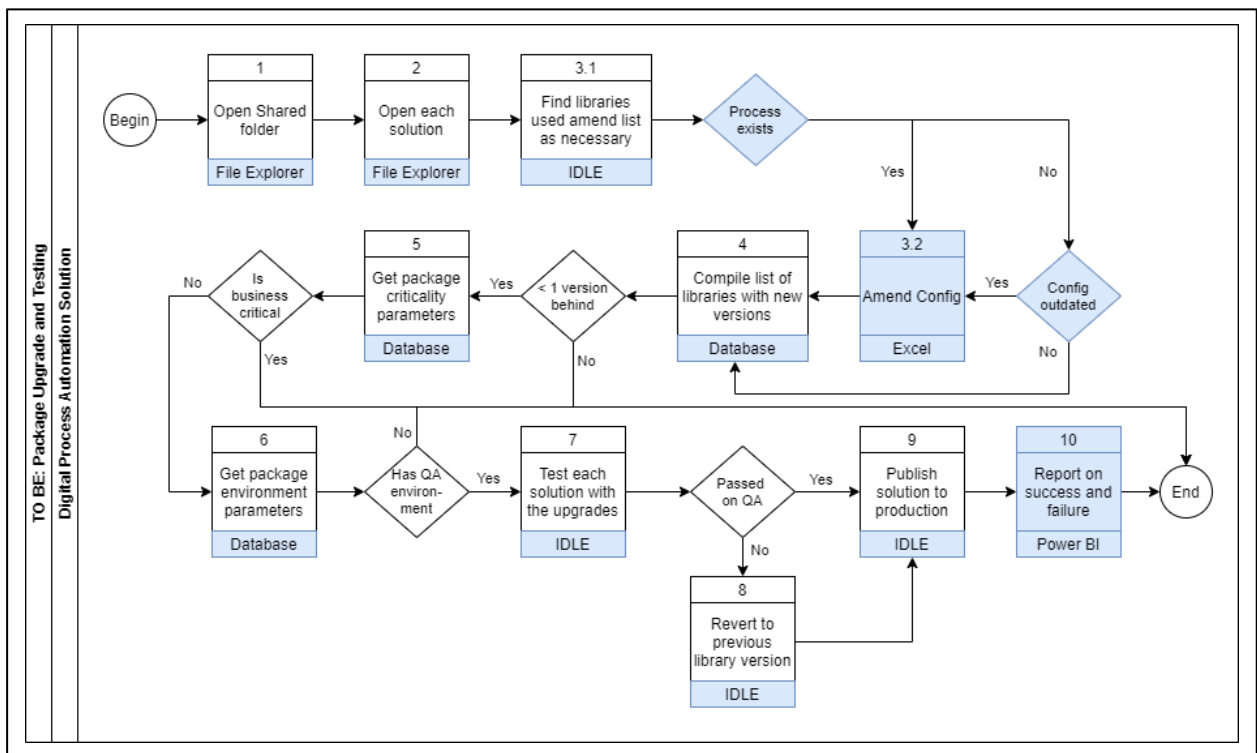 TO BE: Package Upgrade and Testing
Digital Process Automation Solution
Begin
1
Open Shared
folder
File Explorer
2
Open each
solution
File Explorer
3.1
Find libraries
used amend list
as necessary
IDLE
Process
exists
Yes
No
Is
business
critical
No
Yes
5
Get package
criticality
parameters
Database
Yes
< 1 version
behind
No
4
Compile list of
libraries with new
versions
Database
3.2
Amend Config
Excel
Yes
Config
outdated
No
6
Get package
environment
parameters
Database
No
Has QA
environ-
ment
Yes
7
Test each
solution with
the upgrades
IDLE
Passed
on QA
Yes
No
9
Publish
solution to
production
IDLE
10
Report on
success and
failure
Power BI
End
8
Revert to
previous
library version
IDLE